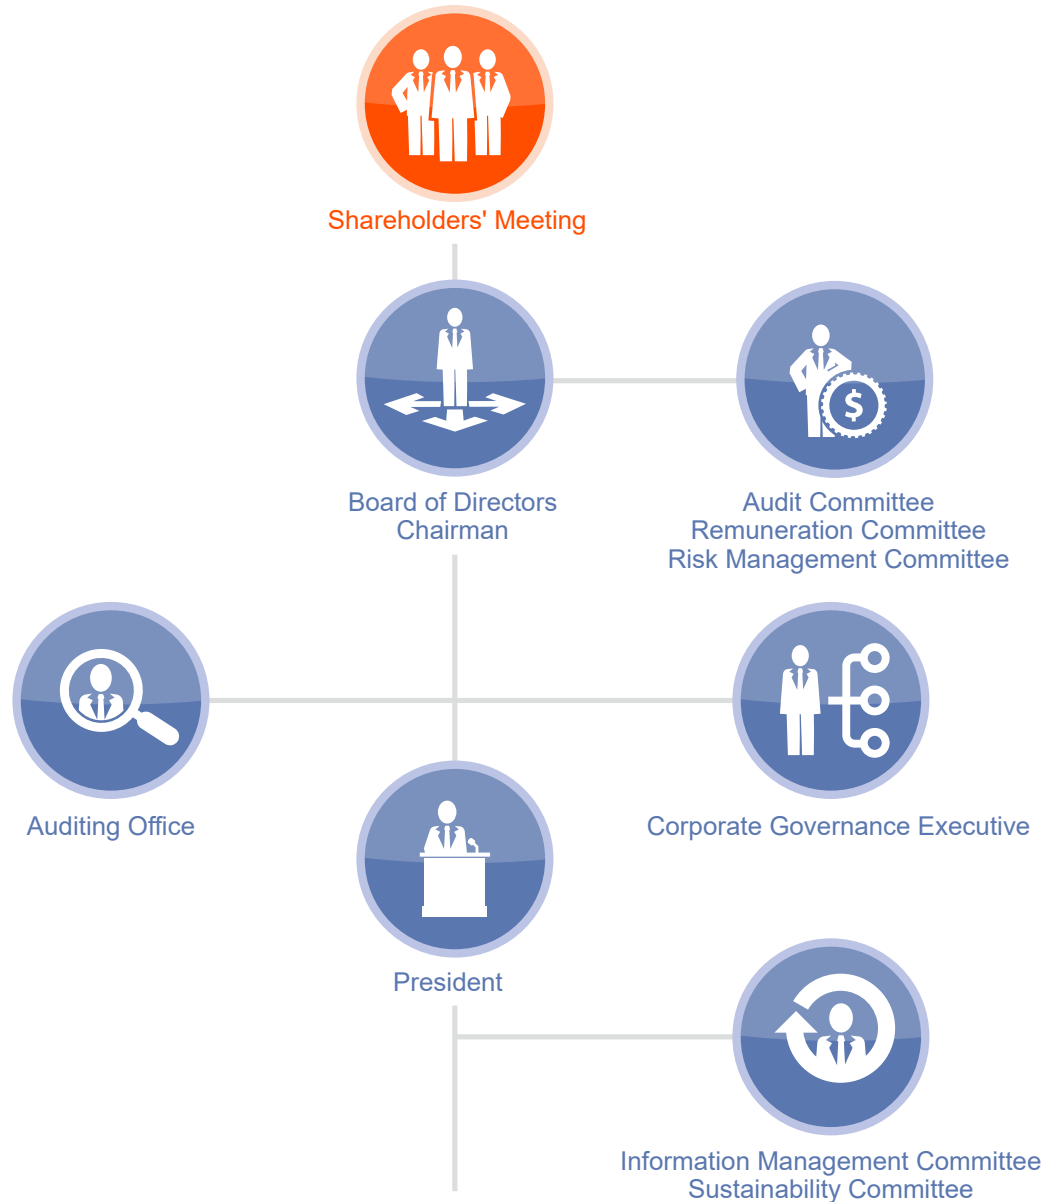 Shareholders' Meeting
$
Board of Directors
Chairman
Audit Committee
Remuneration Committee
Risk Management Committee
Auditing Office
Corporate Governance Executive
President
Information Management Committee
Sustainability Committee